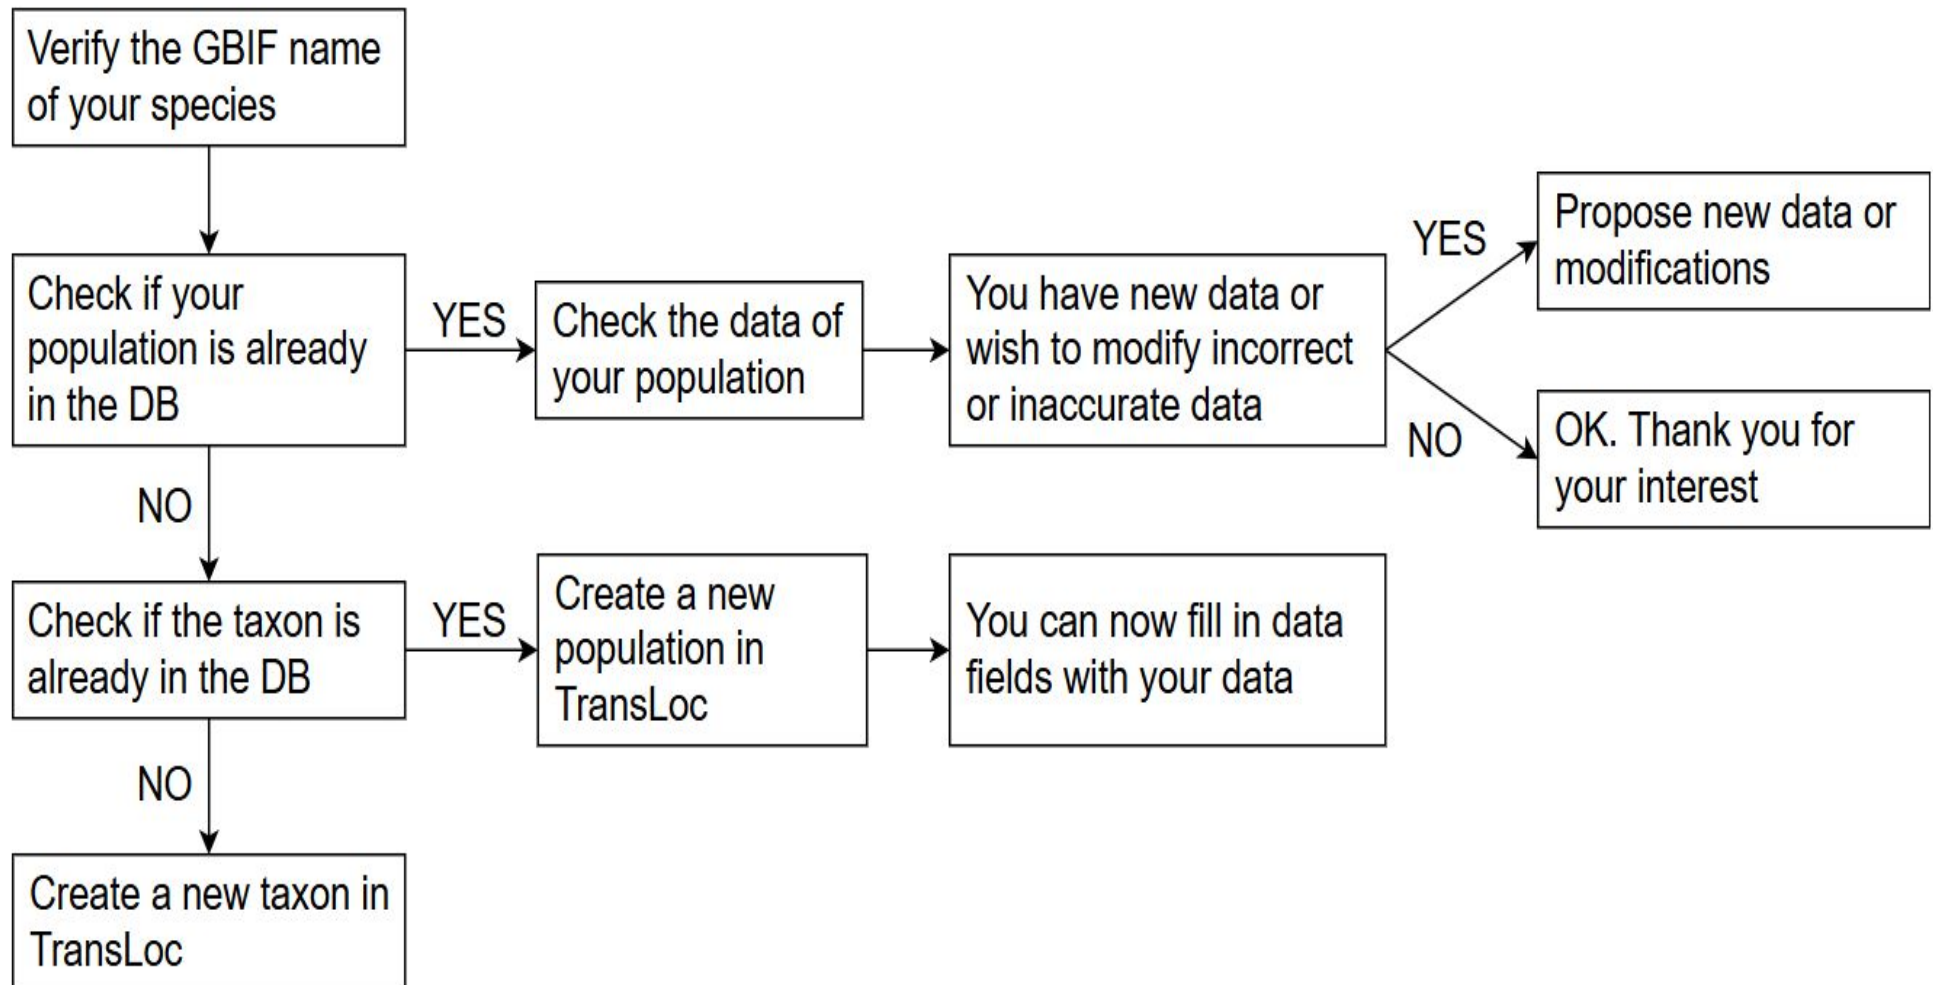 Verify the GBIF name
of your species
Check if your
population is already
in the DB
YES
Check the data of
your population
You have new data or
wish to modify incorrect
or inaccurate data
YES
Propose new data or
modifications
NO
OK. Thank you for
your interest
NO
Check if the taxon is
already in the DB
YES
Create a new
population in
TransLoc
You can now fill in data
fields with your data
NO
Create a new taxon in
TransLoc